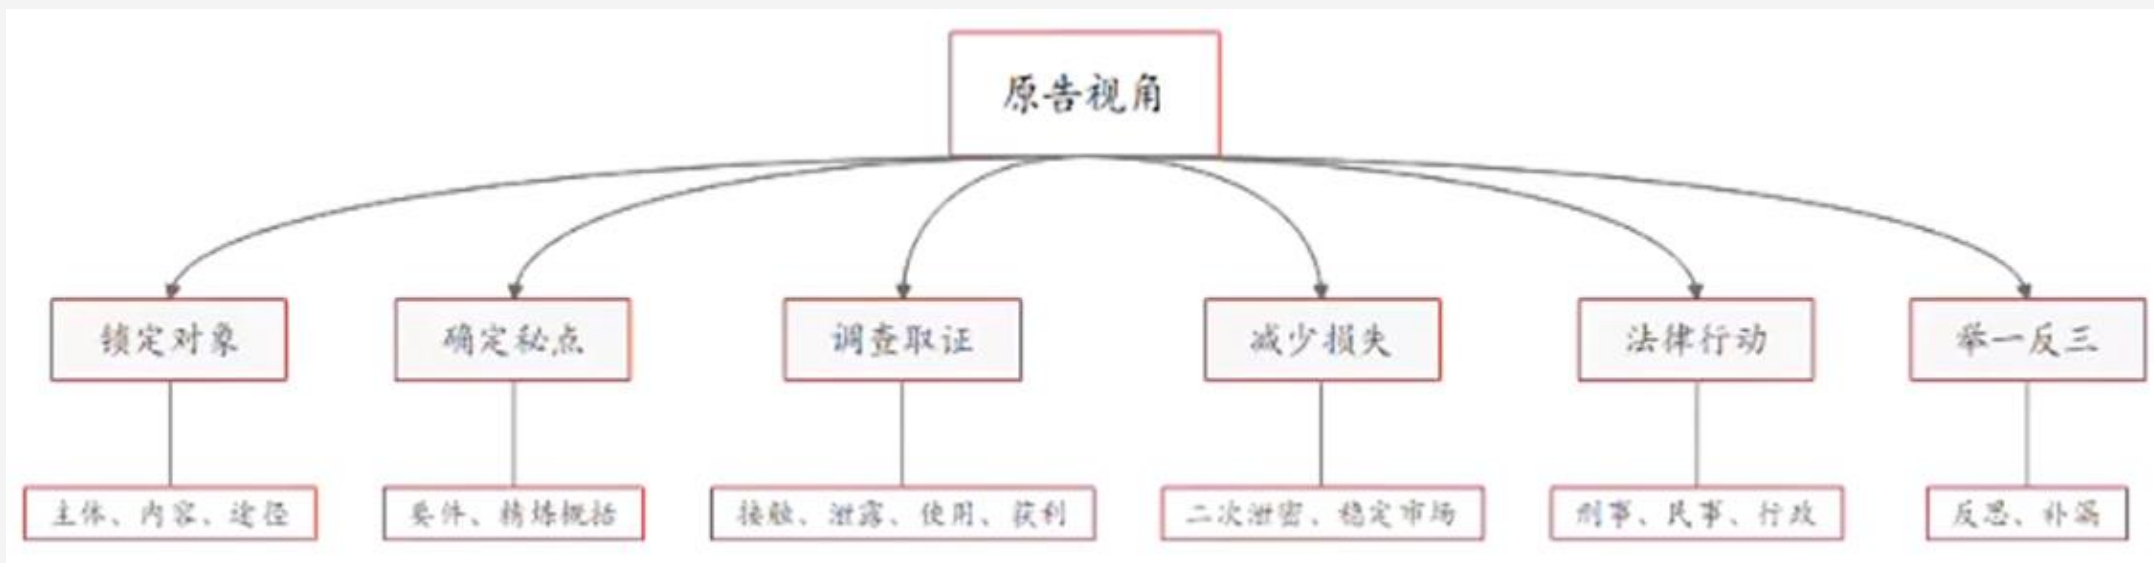 原告视角
锁定对象
确定秘点
调查取证
减少损失
法律行动
举一反三
主体、内容、途径
要件、精炼概括
接触、泄露、使用、获利
二次泄密、稳定市场
刑事、民事、行政
反思、补漏